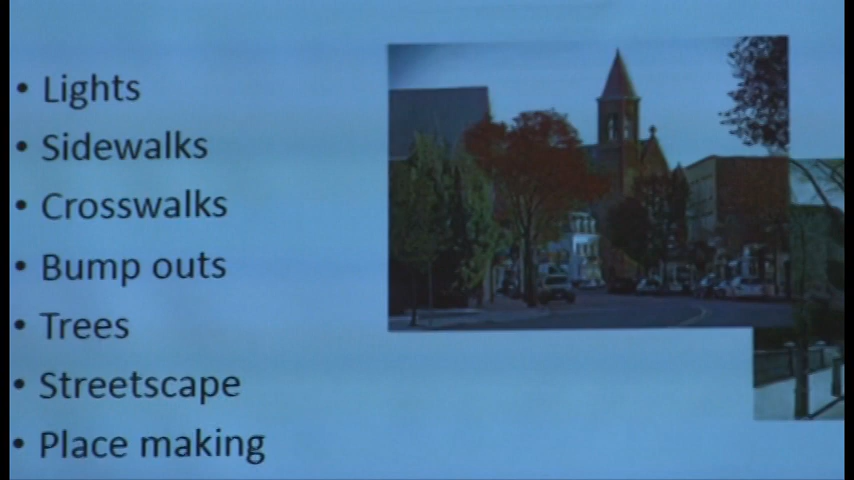 • Lights
• Sidewalks
• Crosswalks
• Bump outs
• Trees
• Streetscape
• Place making